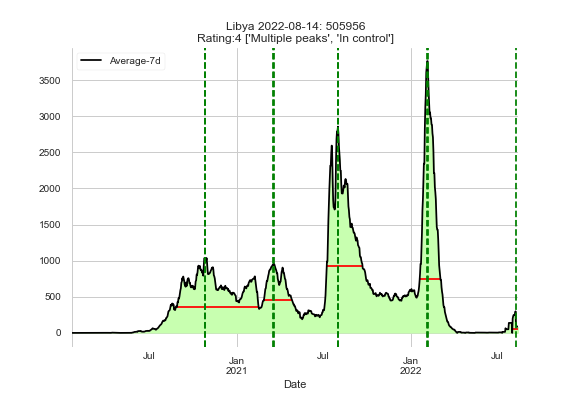 Libya 2022-08-14: 505956
Rating:4 ['Multiple peaks', 'In control']
Average-7d
3500
3000
2500
2000
1500
1000
500
0
Jul
Jan
2021
Jul
Jan
2022
Jul
Date